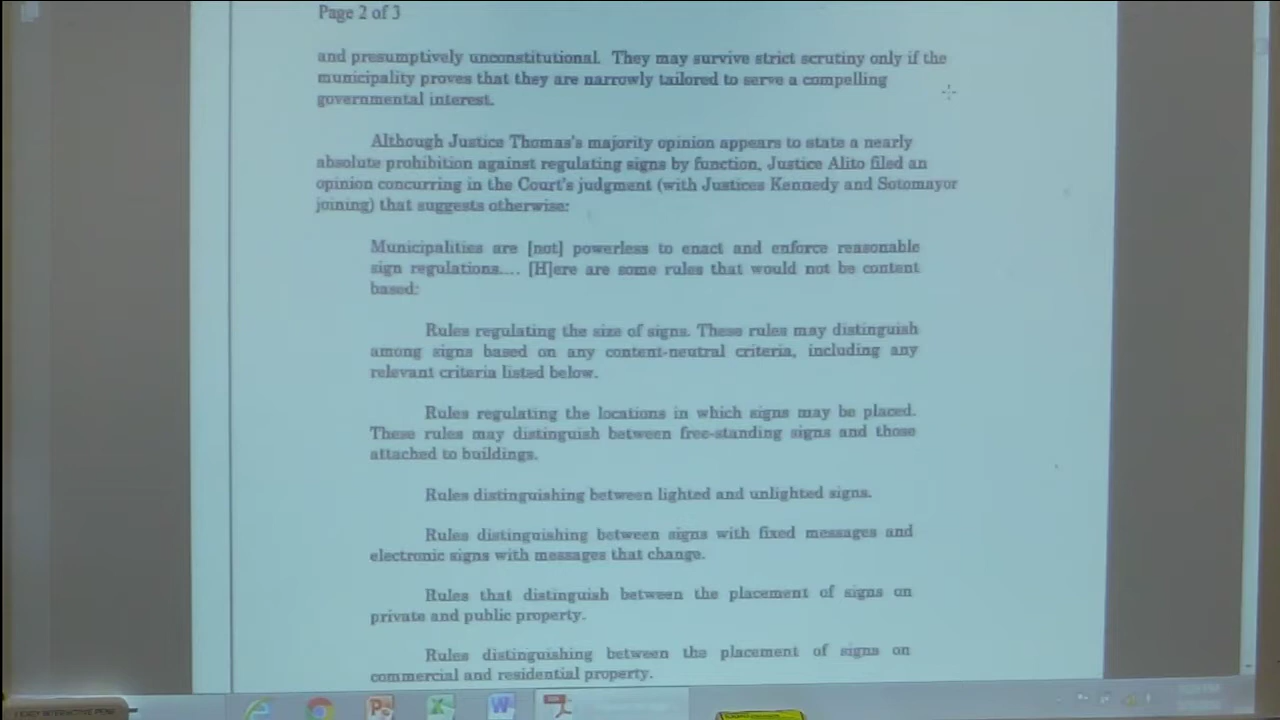 Page 2 of 3
and presumptively unconstitutional. They may survive strict scrutiny only if the
municipality proves that they are narrowly tailored to serve a compelling
governmental interest.
Although Justice Thomas's majority opinion appears to state a nearly
absolute prohibition against regulating signs by function, Justice Alito filed an
opinion concurring in the Court's judgment (with Justices Kennedy and Sotomayor
joining) that suggests otherwise:
Municipalities are [not] powerless to enact and enforce reasonable
sign regulations.... [H]ere are some rules that would not be content
based:
Rules regulating the size of signs. These rules may distinguish
among signs based on any content-neutral criteria, including any
relevant criteria listed below.
Rules regulating the locations in which signs may be placed.
These rules may distinguish between free-standing signs and those
attached to buildings.
Rules distinguishing between lighted and unlighted signs.
Rules distinguishing between signs with fixed messages and
electronic signs with messages that change.
Rules that distinguish between the placement of signs on
private and public property.
Rules distinguishing between the placement of signs on
commercial and residential property.